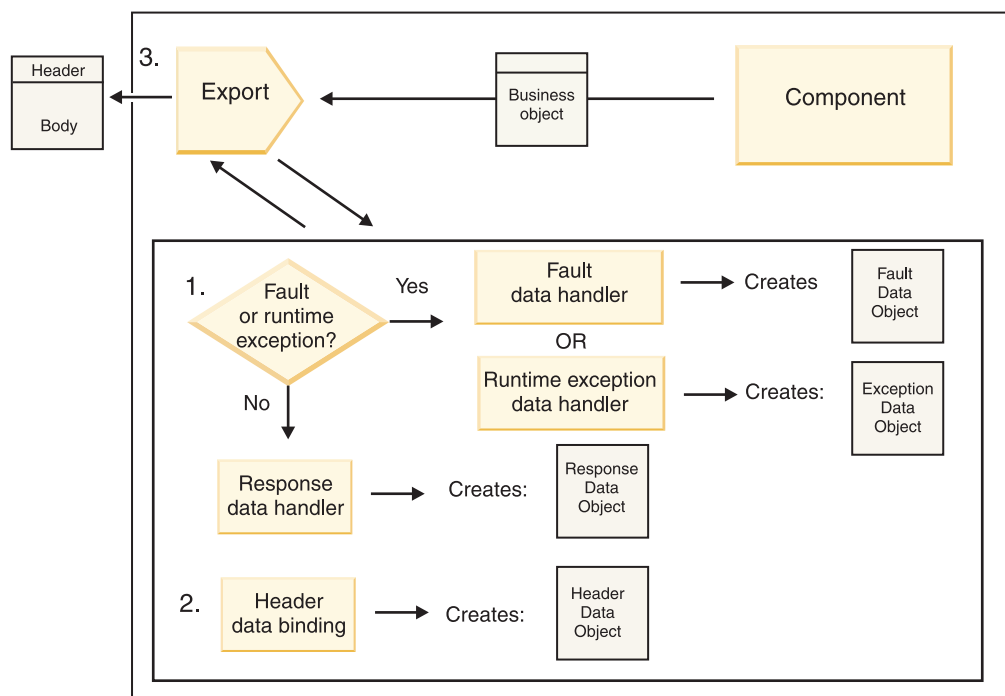 Header
Body
3.
Export
Business
object
Component
1.
Fault
or runtime
exception?
Yes
Fault
data handler
Creates
Fault
Data
Object
OR
Runtime exception
data handler
Creates:
Exception
Data
Object
No
Response
data handler
Creates:
Response
Data
Object
2.
Header
data binding
Creates:
Header
Data
Object